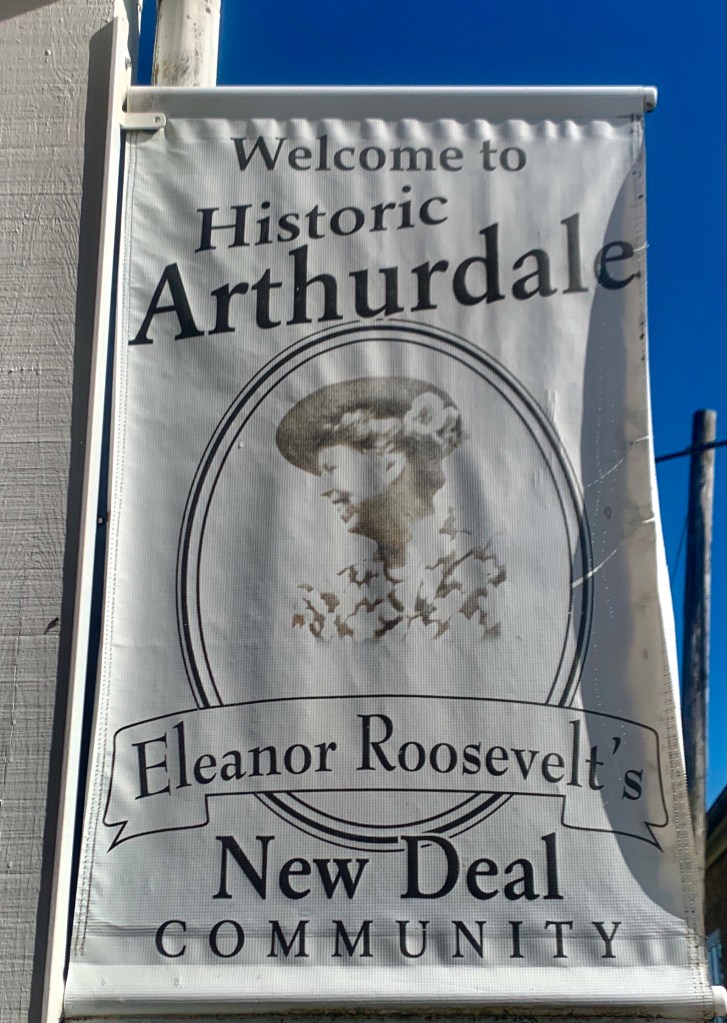 Welcome to
Historic
Arthurdale
Eleanor Roosevelt's
New Deal
COMMUNITY